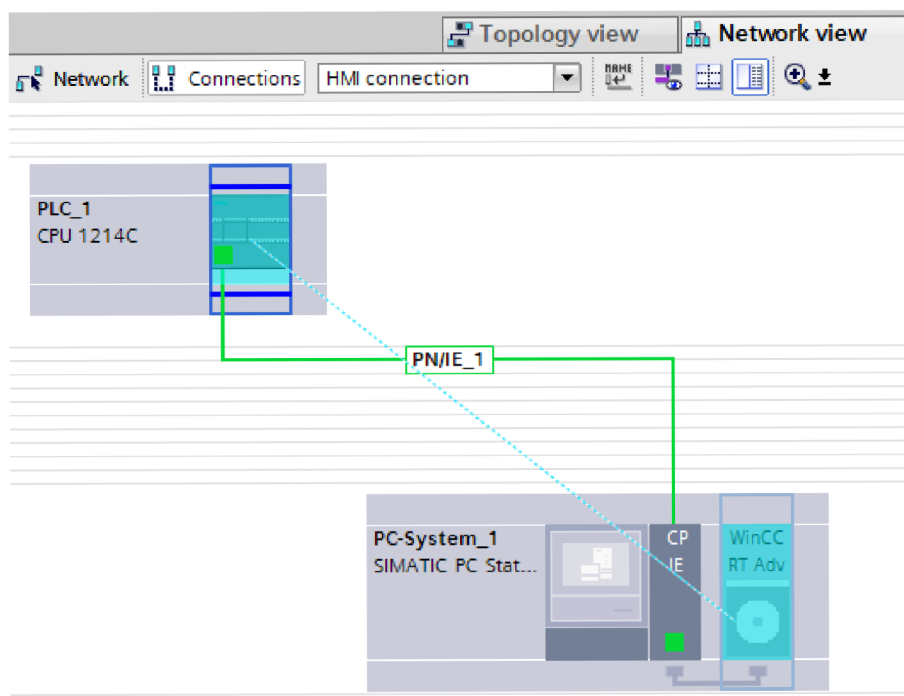 Topology view
Network view
Network
Connections
HMI connection
NAME
PLC_1
CPU 1214C
PN/IE_1
PC-System_1
SIMATIC PC Stat...
CP
IE
WinCC
RT Adv